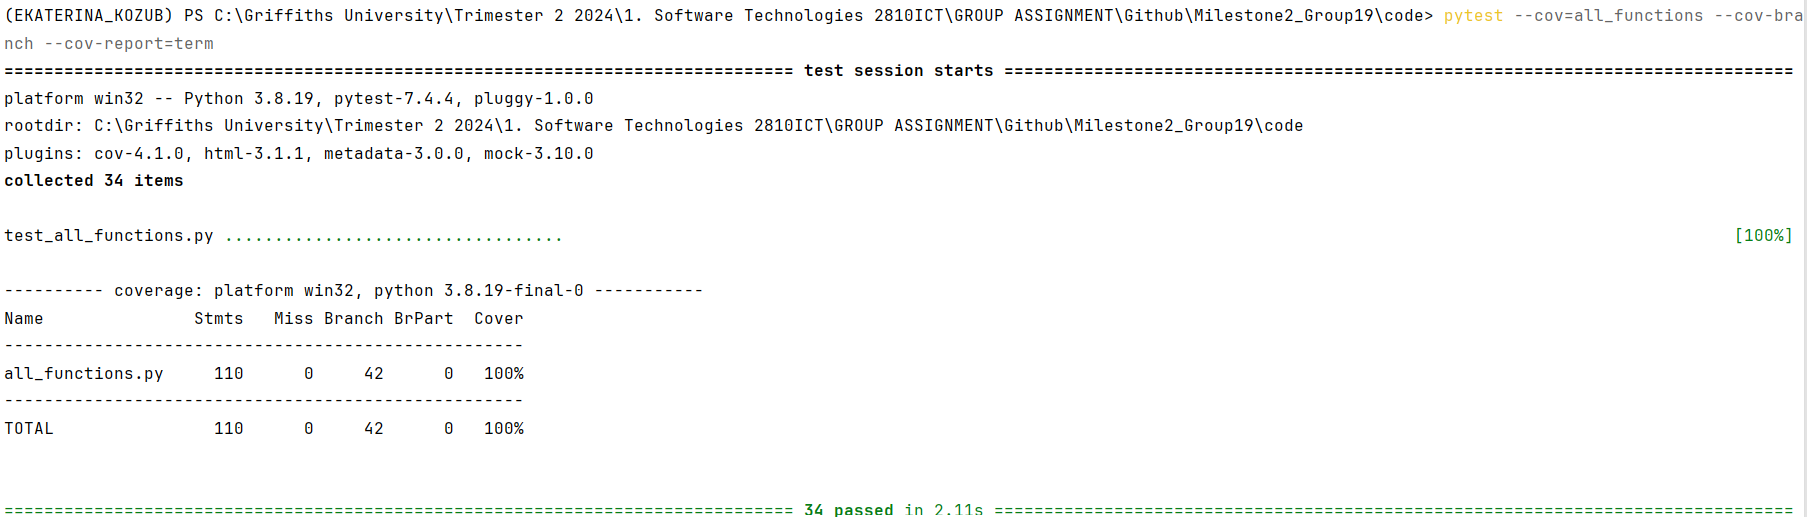 (EKATERINA_KOZUB) PS C:\Griffiths University\Trimester 2 2024\1. Software Technologies 2810ICT\GROUP ASSIGNMENT\Github\Milestone2_Group19\code> pytest --cov=all_functions --cov-bra
nch --cov-report=term
=============================================================================== test session starts ===============================================================================
platform win32 -- Python 3.8.19, pytest-7.4.4, pluggy-1.0.0
rootdir: C:\Griffiths University\Trimester 2 2024\1. Software Technologies 2810ICT\GROUP ASSIGNMENT\Github\Milestone2_Group19\code
plugins: cov-4.1.0, html-3.1.1, metadata-3.0.0, mock-3.10.0
collected 34 items
test_all_functions.py .................................. [100%]
---------- coverage: platform win32, python 3.8.19-final-0 -----------
Name               Stmts   Miss Branch BrPart  Cover
----------------------------------------------------
all_functions.py     110      0     42      0   100%
----------------------------------------------------
TOTAL                110      0     42      0   100%
=============================================================================== 34 passed in 2.11s ================================================================================